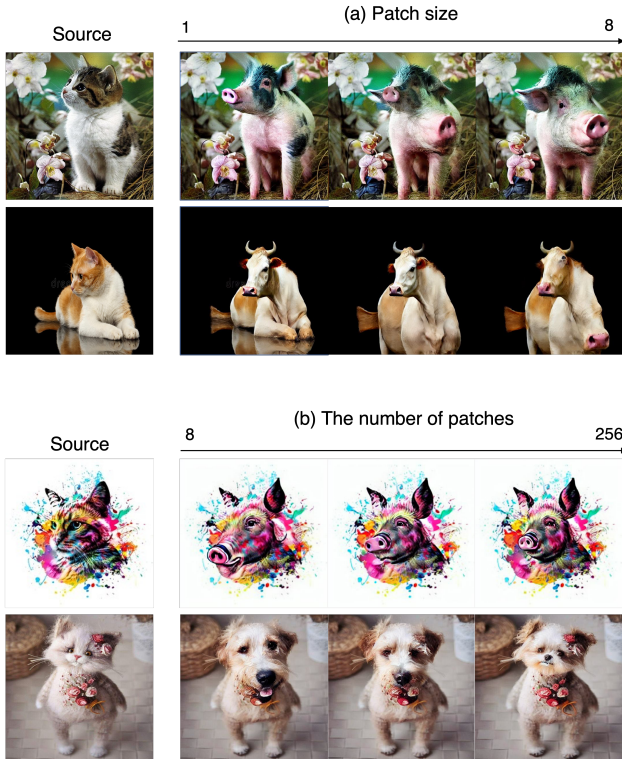 (a) Patch size
Source
1
8
(b) The number of patches
Source
8
256